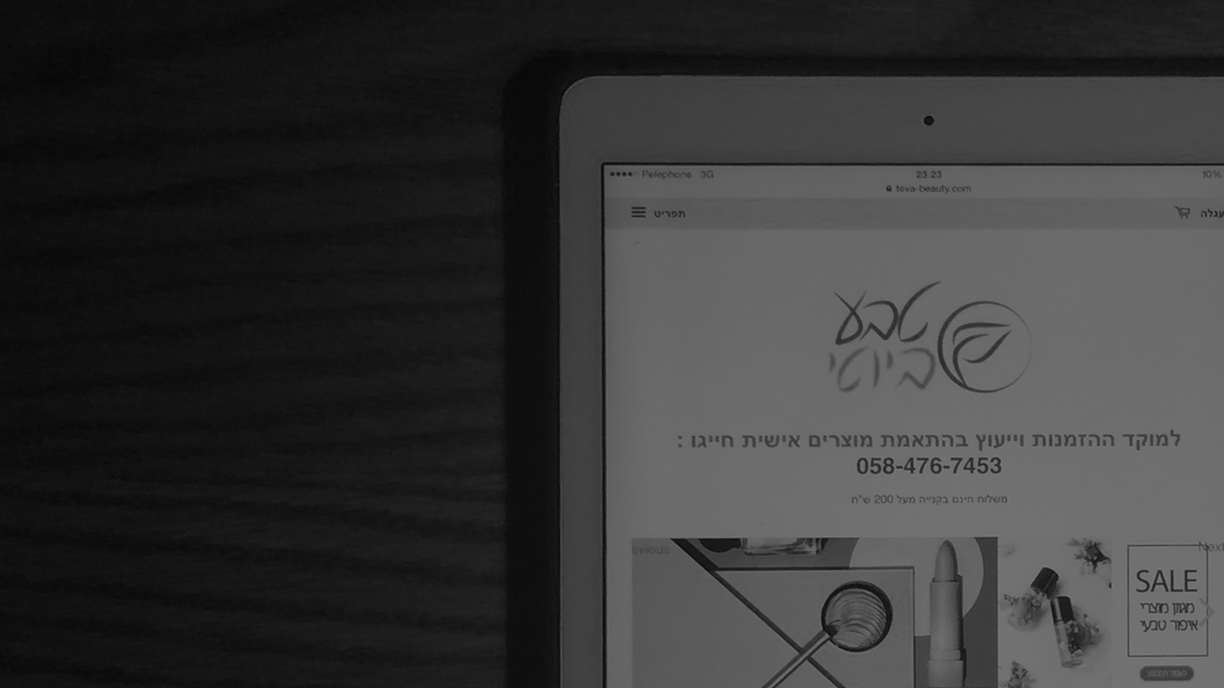 Pelephone 3G 23:23 10%
teva-beauty.com
תפריט
עגלה
טבע
ביוטי
למוקד ההזמנות וייעוץ בהתאמת מוצרים אישית חייגו :
058-476-7453
משלוח חינם בקנייה מעל 200 ש"ח
evious
Next
SALE
מגוון מוצרי
איפור טבעי